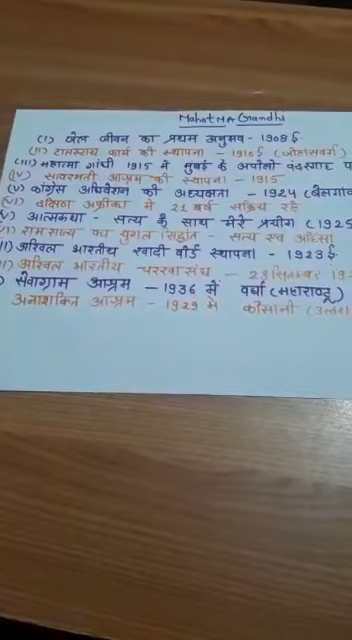 Mahatma Gandhi
(I) जेल जीवन का प्रथम अनुभव - 1908 ई.
(II) टालस्टाय फार्म की स्थापना - 1910 ई (जोहांसबर्ग)
(III) महात्मा गांधी 1915 में मुंबई के अपोलो बंदरगाह प
(IV) साबरमती आश्रम की स्थापना - 1915
(V) कांग्रेस अधिवेशन की अध्यक्षता - 1924 (बेलगांव
(VI) दक्षिण अफ्रीका में 21 वर्ष सक्रिय रहे
आत्मकथा - सत्य के साथ मेरे प्रयोग (1925
रामराज्य का युगल सिद्धांत - सत्य एवं अहिंसा
अखिल भारतीय खादी बोर्ड स्थापना - 1923 ई
अखिल भारतीय चरखा संघ - 23 सितम्बर 19
सेवाग्राम आश्रम - 1936 में वर्धा (महाराष्ट्र)
अनाशक्ति आश्रम - 1929 में कौसानी